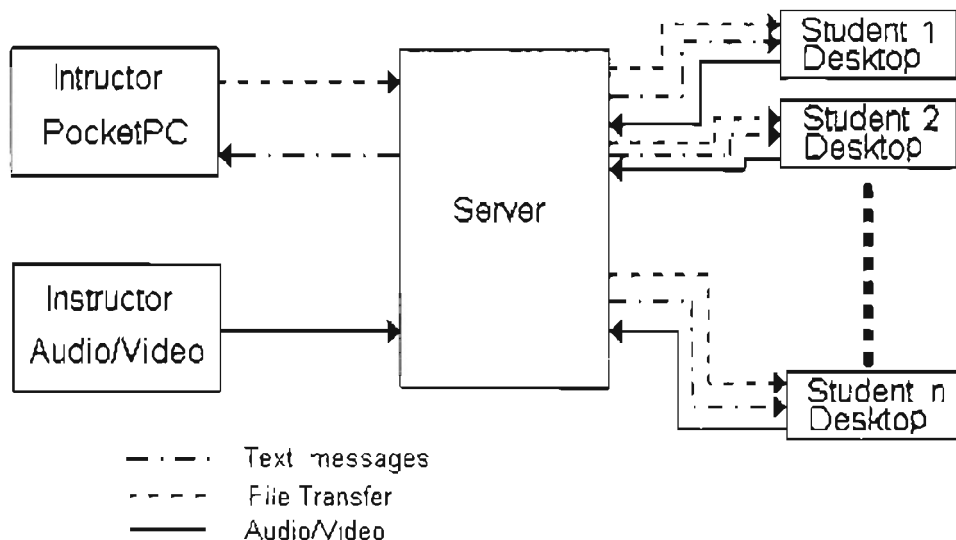 Intructor
PocketPC
Instructor
Audio/Video
Server
Student 1
Desktop
Student 2
Desktop
Student n
Desktop
Text messages
File Transfer
Audio/Video